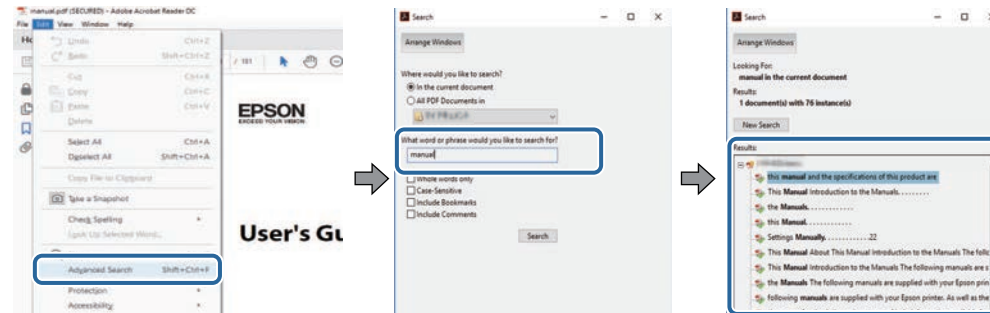 manual.pdf (SECURED) - Adobe Acrobat Reader DC
File Edit View Window Help
Undo Ctrl+Z
Redo Shift+Ctrl+Z
Cut Ctrl+X
Copy Ctrl+C
Paste Ctrl+V
Delete
Select All Ctrl+A
Deselect All Shift+Ctrl+A
Copy File to Clipboard
Take a Snapshot
Check Spelling
Look Up Selected Word...
Advanced Search Shift+Ctrl+F
Protection
Accessibility
/ 181
EPSON
EXCEED YOUR VISION
User's Gu
Search
Arrange Windows
Where would you like to search?
In the current document
All PDF Documents in
What word or phrase would you like to search for?
manual
Whole words only
Case-Sensitive
Include Bookmarks
Include Comments
Search
Search
Arrange Windows
Looking For:
manual in the current document
Results:
1 document(s) with 76 instance(s)
New Search
Results:
this manual and the specifications of this product are
This Manual Introduction to the Manuals.........
the Manuals.............
this Manual.............
Settings Manually............22
This Manual About This Manual Introduction to the Manuals The follo
This Manual Introduction to the Manuals The following manuals are s
the Manuals The following manuals are supplied with your Epson prin
following manuals are supplied with your Epson printer. As well as the